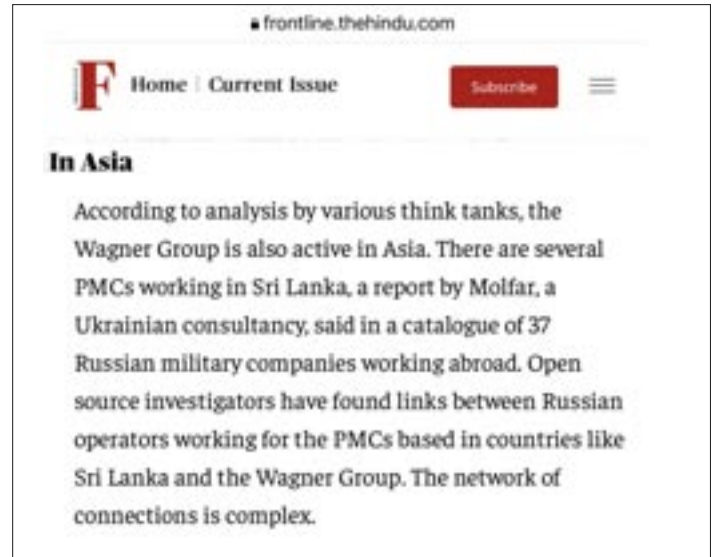 frontline.thehindu.com
F Home | Current Issue
Subscribe
In Asia
According to analysis by various think tanks, the
Wagner Group is also active in Asia. There are several
PMCs working in Sri Lanka, a report by Molfar, a
Ukrainian consultancy, said in a catalogue of 37
Russian military companies working abroad. Open
source investigators have found links between Russian
operators working for the PMCs based in countries like
Sri Lanka and the Wagner Group. The network of
connections is complex.